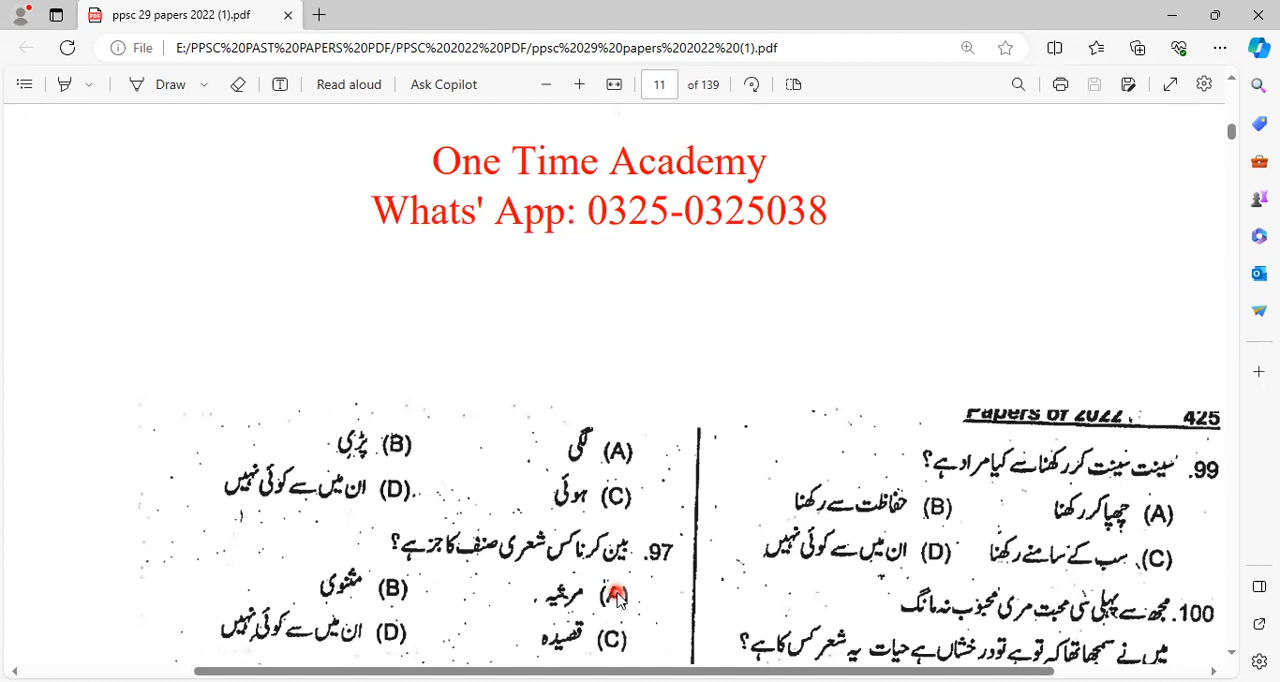 ppsc 29 papers 2022 (1).pdf
File
E:/PPSC%20PAST%20PAPERS%20PDF/PPSC%202022%20PDF/ppsc%2029%20papers%202022%20(1).pdf
Draw
Read aloud
Ask Copilot
11 of 139
One Time Academy
Whats' App: 0325-0325038
Papers of 2022 425
(A) لگی (B) پڑی
(C) ہوئی (D) ان میں سے کوئی نہیں
97. بین کرنا کس شعری صنف کا جز ہے؟
(A) مرثیہ (B) مثنوی
(C) قصیدہ (D) ان میں سے کوئی نہیں
99. سینت سینت کر رکھنا سے کیا مراد ہے؟
(A) چھپا کر رکھنا (B) حفاظت سے رکھنا
(C) سب کے سامنے رکھنا (D) ان میں سے کوئی نہیں
100. مجھ سے پہلی سی محبت مری محبوب نہ مانگ
میں نے سمجھا تھا کہ تو ہے تو درخشاں ہے حیات یہ شعر کس کا ہے؟